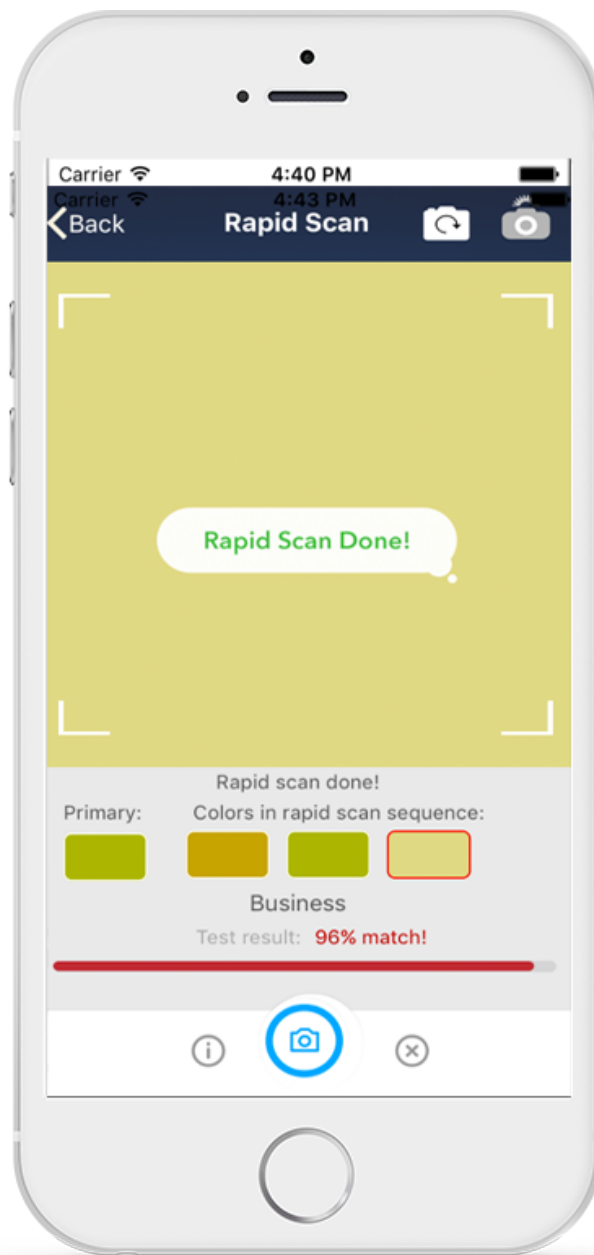 Carrier 4:40 PM
Carrier 4:43 PM
Back Rapid Scan
Rapid Scan Done!
Rapid scan done!
Primary: Colors in rapid scan sequence:
Business
Test result: 96% match!